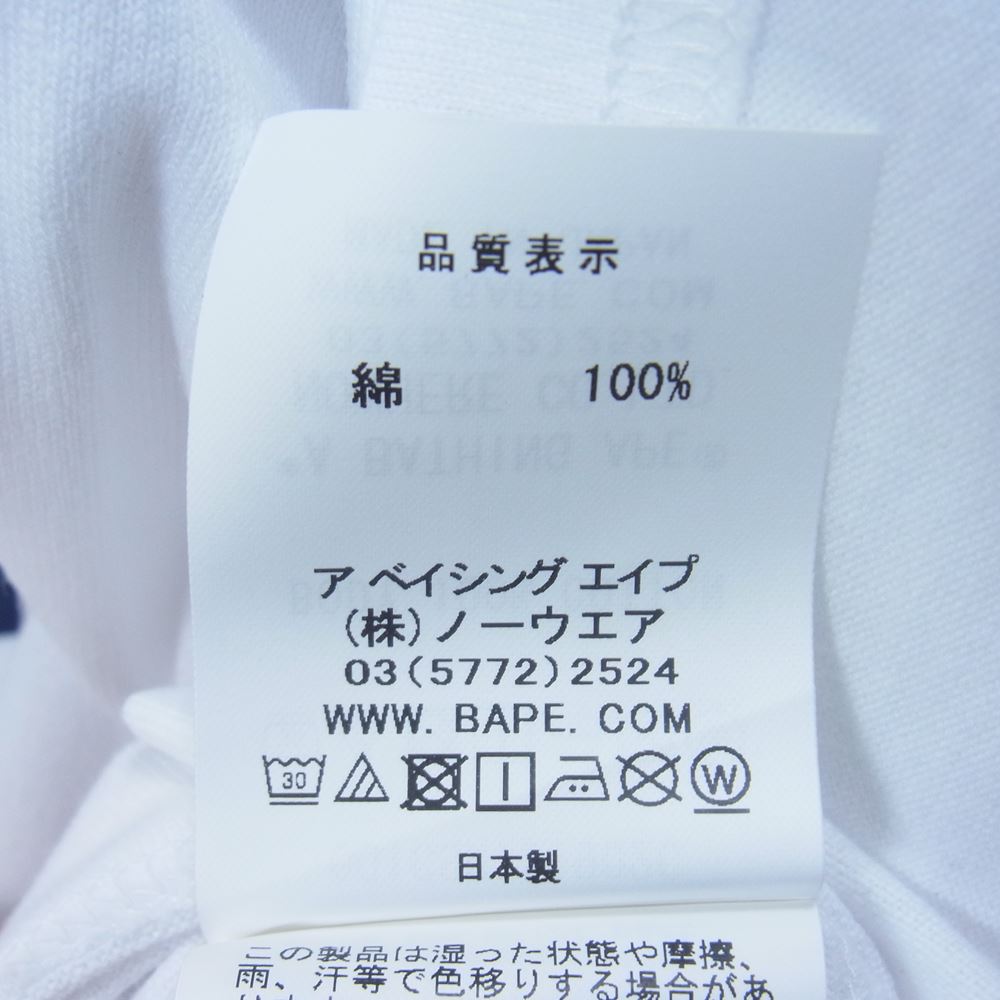 品質表示
綿 100%
ア ベイシング エイプ
(株)ノーウエア
03(5772)2524
WWW. BAPE. COM
30 W
日本製
この製品は湿った状態や摩擦、
雨、汗等で色移りする場合があ